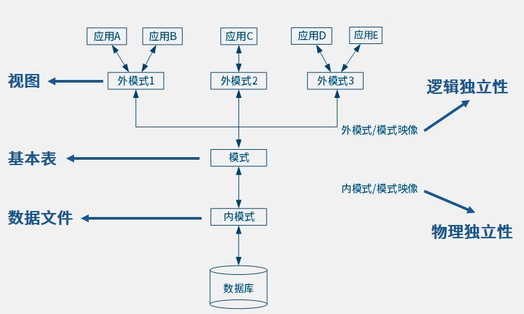 应用A
应用B
应用C
应用D
应用E
视图
外模式1
外模式2
外模式3
逻辑独立性
外模式/模式映像
基本表
模式
内模式/模式映像
数据文件
内模式
物理独立性
数据库